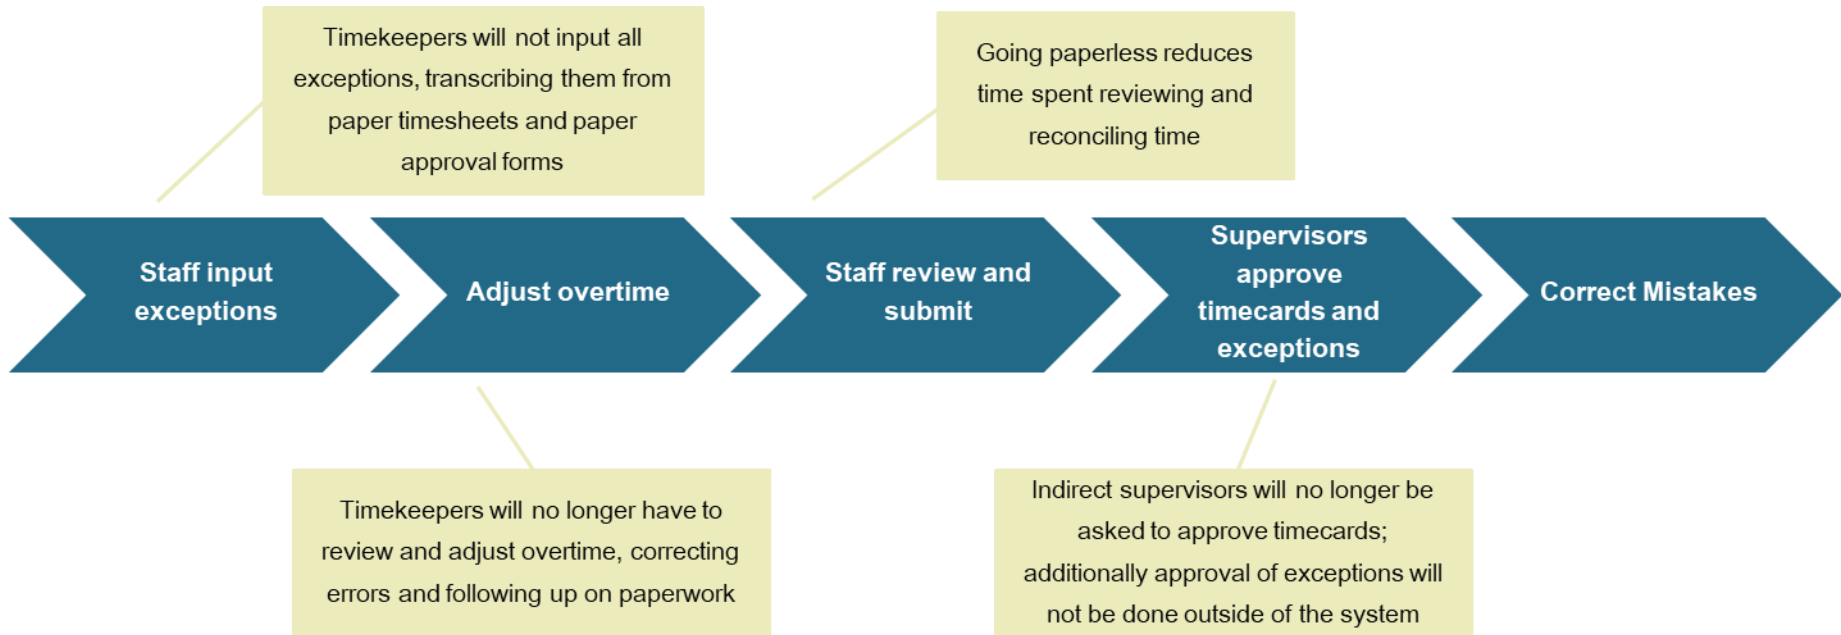 Timekeepers will not input all
exceptions, transcribing them from
paper timesheets and paper
approval forms
Going paperless reduces
time spent reviewing and
reconciling time
Staff input
exceptions
Adjust overtime
Staff review and
submit
Supervisors
approve
timecards and
exceptions
Correct Mistakes
Timekeepers will no longer have to
review and adjust overtime, correcting
errors and following up on paperwork
Indirect supervisors will no longer be
asked to approve timecards;
additionally approval of exceptions will
not be done outside of the system